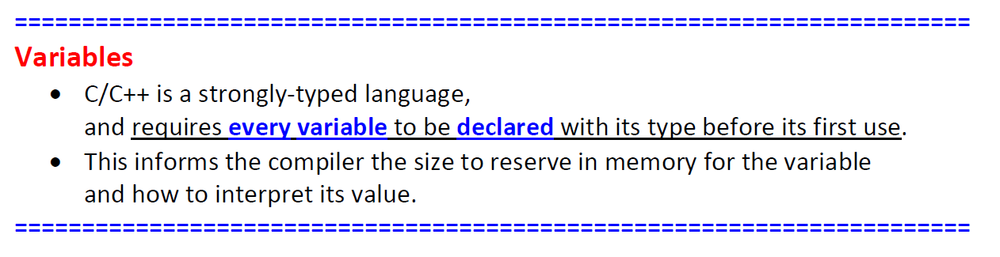 =======================================================================
Variables
• C/C++ is a strongly-typed language,
and requires every variable to be declared with its type before its first use.
• This informs the compiler the size to reserve in memory for the variable
and how to interpret its value.
=======================================================================